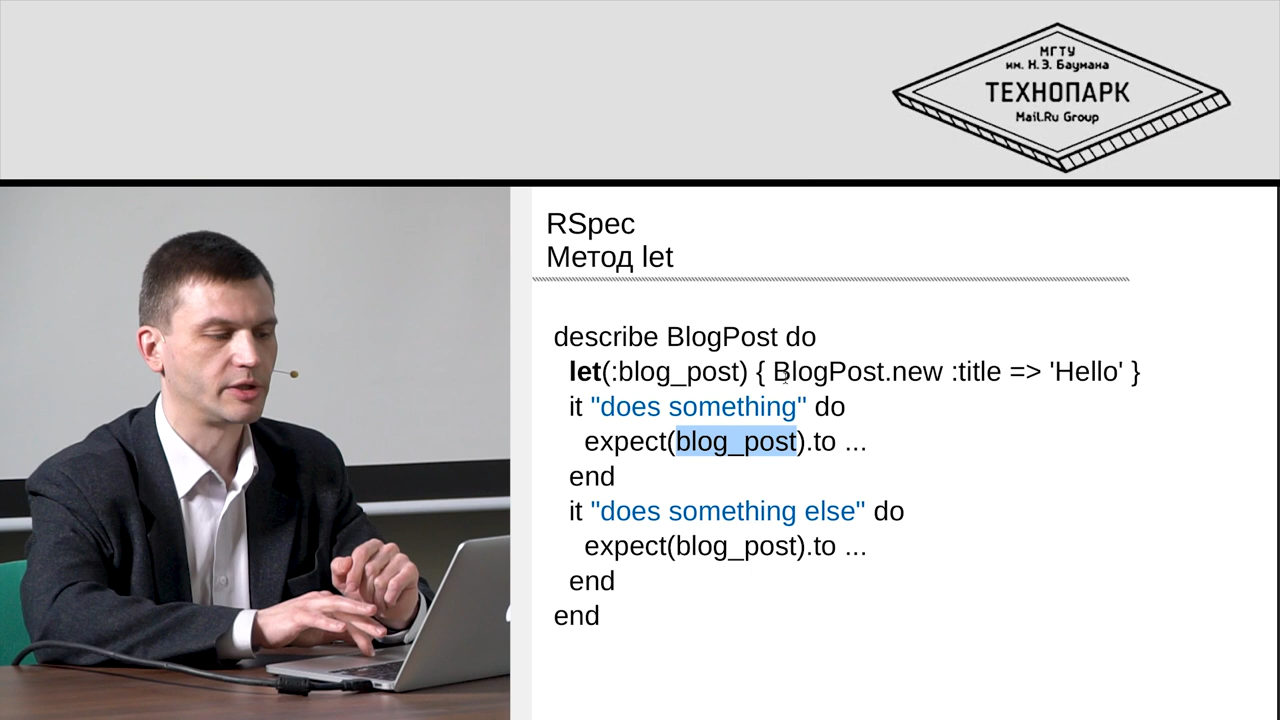 МГТУ
им. Н.Э. Баумана
ТЕХНОПАРК
Mail.Ru Group
RSpec
Метод let
describe BlogPost do
let(:blog_post) { BlogPost.new :title => 'Hello' }
it "does something" do
expect(blog_post).to ...
end
it "does something else" do
expect(blog_post).to ...
end
end